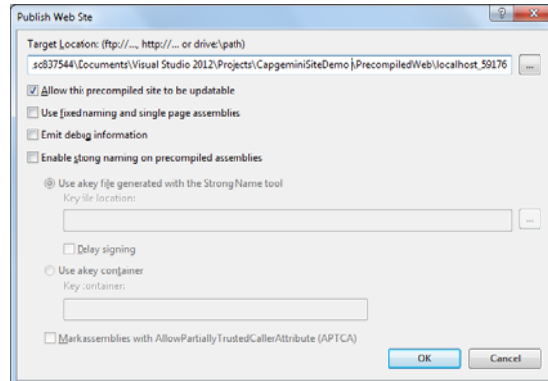 Publish Web Ste
Target Location: (ftp://..., http://... or drive:\path)
sc837544\Documents\Visual Studio 2012\Projects\CapgeminiSiteDemo\PrecompiledWeb\localhost_59176
...
Allow this precompiled site to be updatable
Use fixed naming and single page assemblies
Emit debug information
Enable strong naming on precompiled assemblies
Use a key file generated with the Strong Name tool
Key file location:
...
Delay signing
Use a key container
Key container:
Mark assemblies with AllowPartiallyTrustedCallerAttribute (APTCA)
OK Cancel